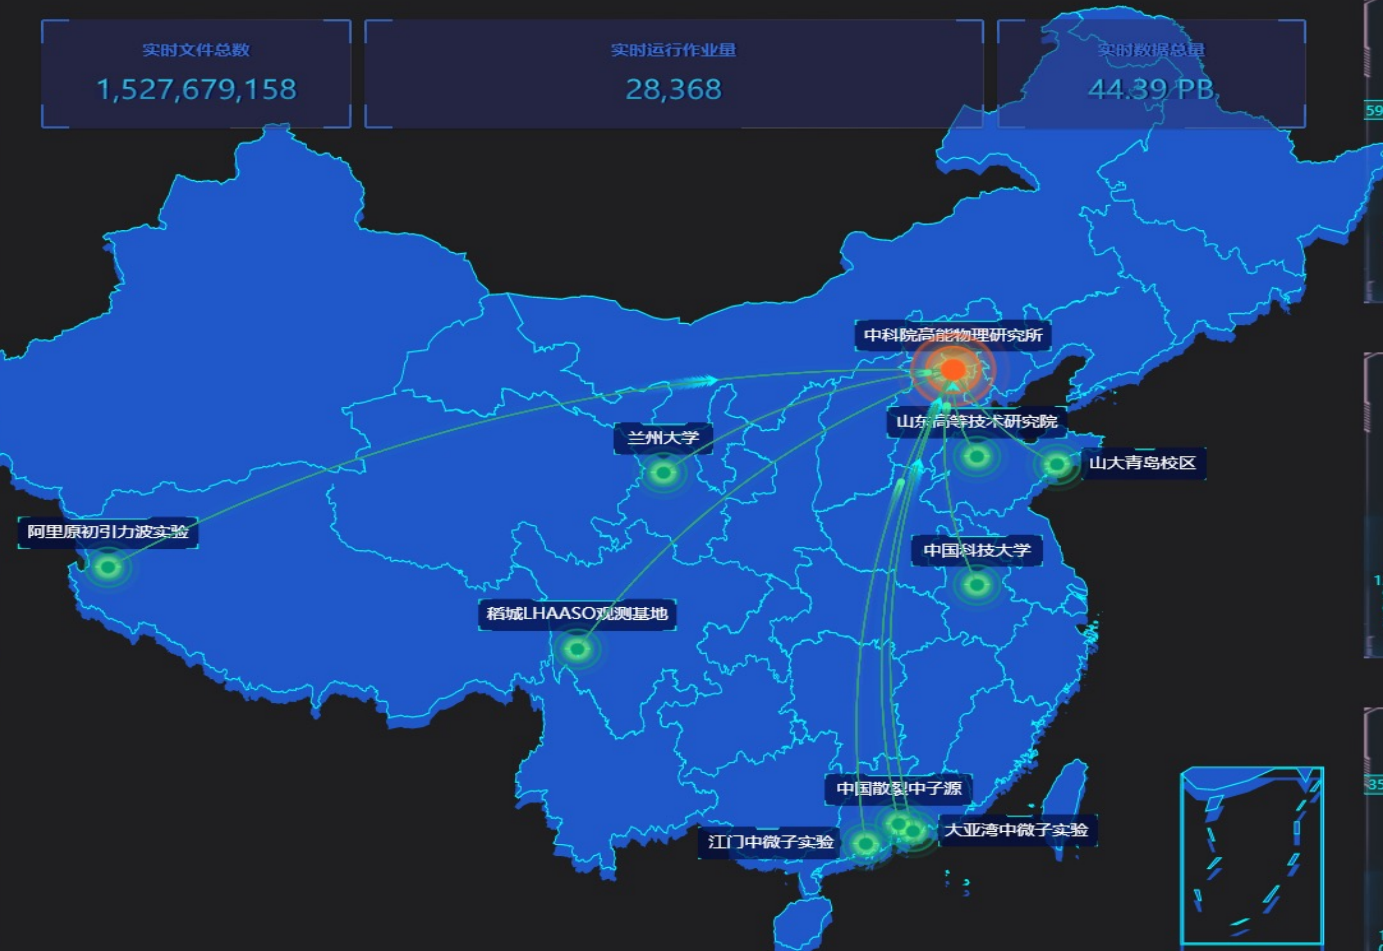 实时文件总数
1,527,679,158
实时运行作业量
28,368
实时数据总量
44.39 PB
59
中科院高能物理研究所
山东高等技术研究院
兰州大学
山大青岛校区
阿里原初引力波实验
中国科技大学
稻城LHAASO观测基地
中国散裂中子源
大亚湾中微子实验
江门中微子实验
35